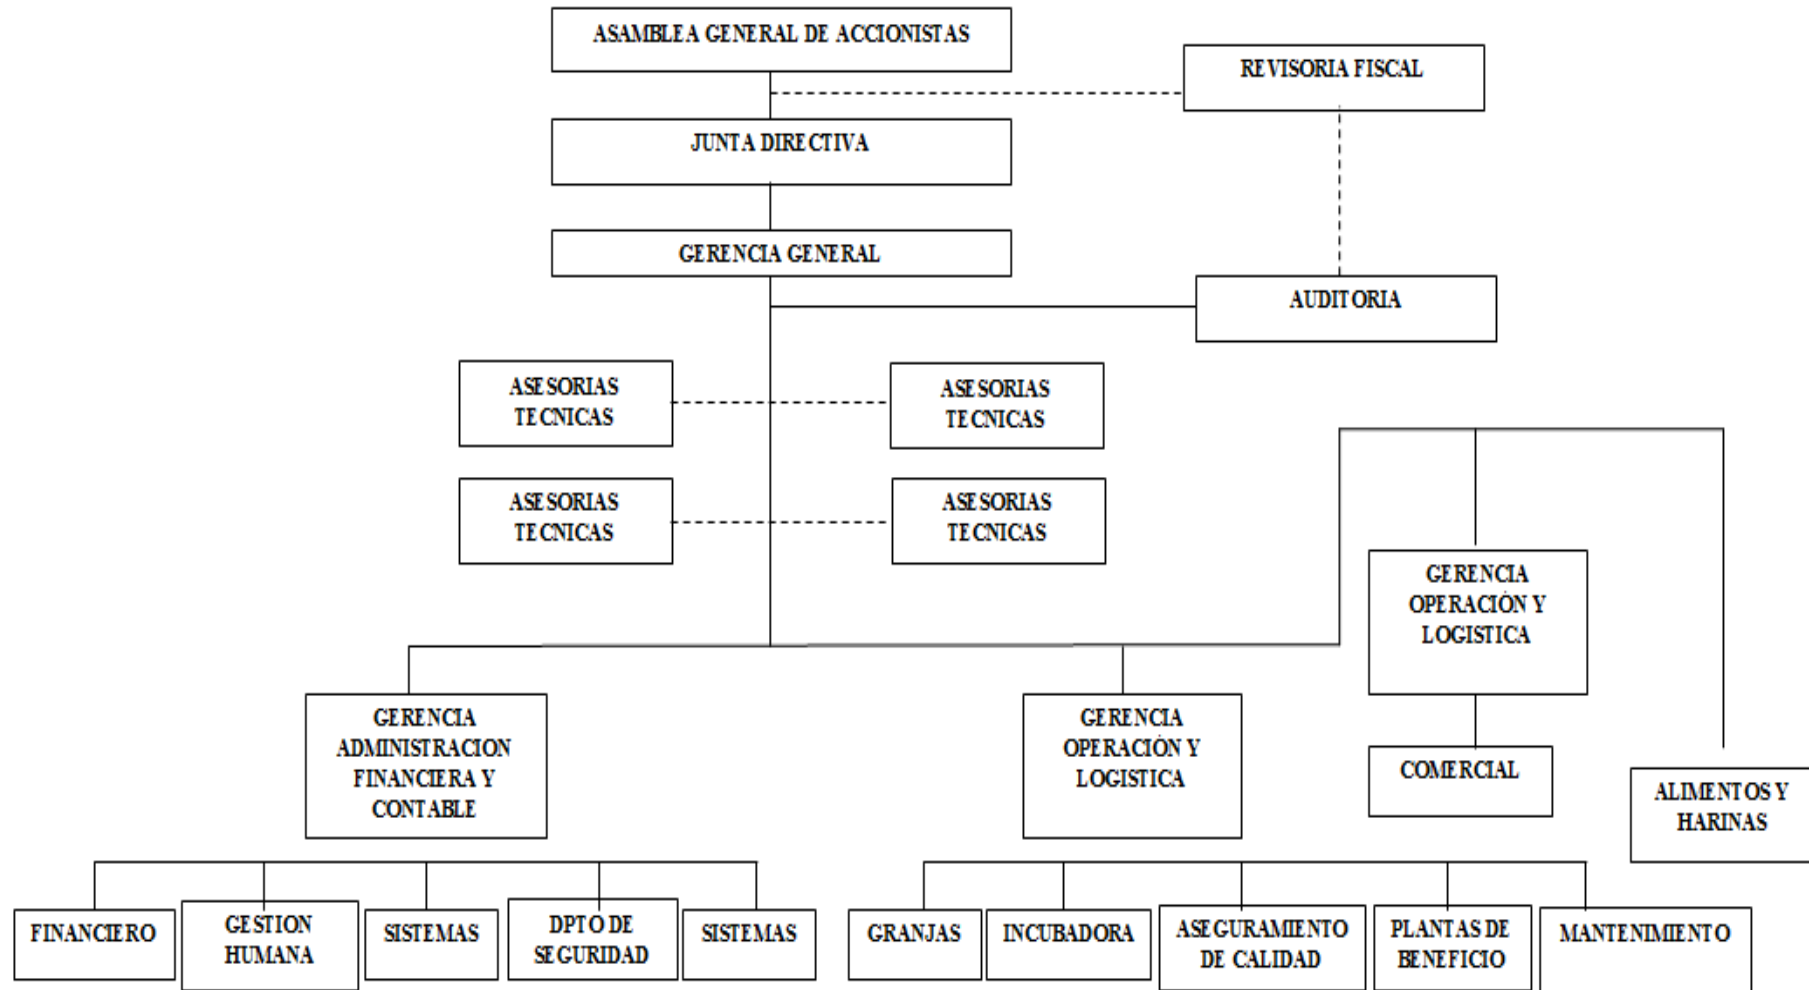 ASAMBLEA GENERAL DE ACCIONISTAS
REVISORIA FISCAL
JUNTA DIRECTIVA
GERENCIA GENERAL
AUDITORIA
ASESORIAS
TECNICAS
ASESORIAS
TECNICAS
ASESORIAS
TECNICAS
ASESORIAS
TECNICAS
GERENCIA
OPERACIÓN Y
LOGISTICA
GERENCIA
ADMINISTRACION
FINANCIERA Y
CONTABLE
GERENCIA
OPERACIÓN Y
LOGISTICA
COMERCIAL
ALIMENTOS Y
HARINAS
FINANCIERO
GESTION
HUMANA
SISTEMAS
DPTO DE
SEGURIDAD
SISTEMAS
GRANJAS
INCUBADORA
ASEGURAMIENTO
DE CALIDAD
PLANTAS DE
BENEFICIO
MANTENIMIENTO